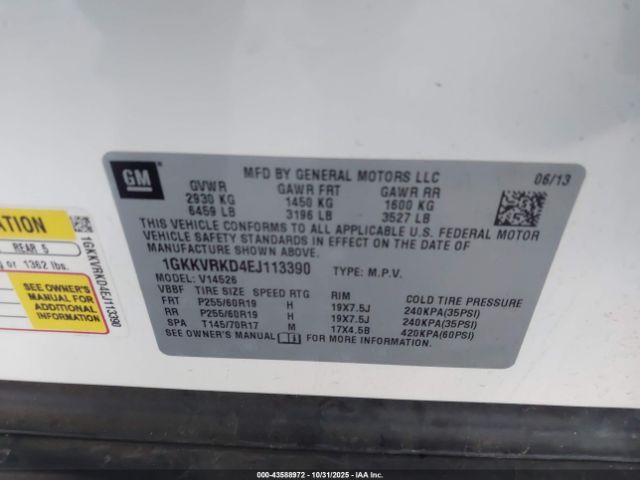 GM
MFD BY GENERAL MOTORS LLC
06/13
GVWR GAWR FRT GAWR RR
2930 KG 1450 KG 1600 KG
6459 LB 3196 LB 3527 LB
THIS VEHICLE CONFORMS TO ALL APPLICABLE U.S. FEDERAL MOTOR
VEHICLE SAFETY STANDARDS IN EFFECT ON THE DATE OF
MANUFACTURE SHOWN ABOVE.
1GKKVRKD4EJ113390 TYPE: M.P.V.
MODEL: V14526
VBBF TIRE SIZE SPEED RTG RIM COLD TIRE PRESSURE
FRT P255/60R19 H 19X7.5J 240KPA(35PSI)
RR P255/60R19 H 19X7.5J 240KPA(35PSI)
SPA T145/70R17 M 17X4.5B 420KPA(60PSI)
SEE OWNER'S MANUAL FOR MORE INFORMATION.
ATION
REAR 5
g or 1362 lbs.
SEE OWNER'S
MANUAL FOR
ADDITIONAL
INFORMATION
1GKKVRKD4EJ113390
000-43588972 - 10/31/2025 - IAAI, Inc.